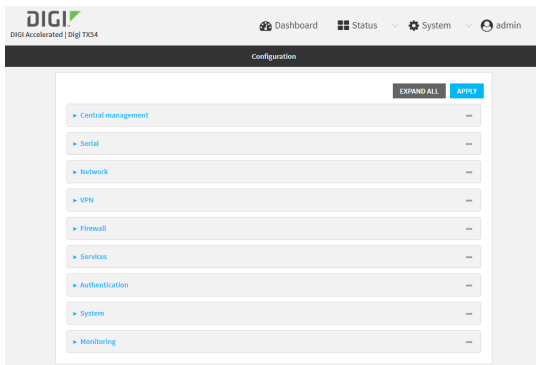 DIGI
DIGI Accelerated | Digi TX54
Dashboard Status System admin
Configuration
EXPAND ALL APPLY
Central management
Serial
Network
VPN
Firewall
Services
Authentication
System
Monitoring